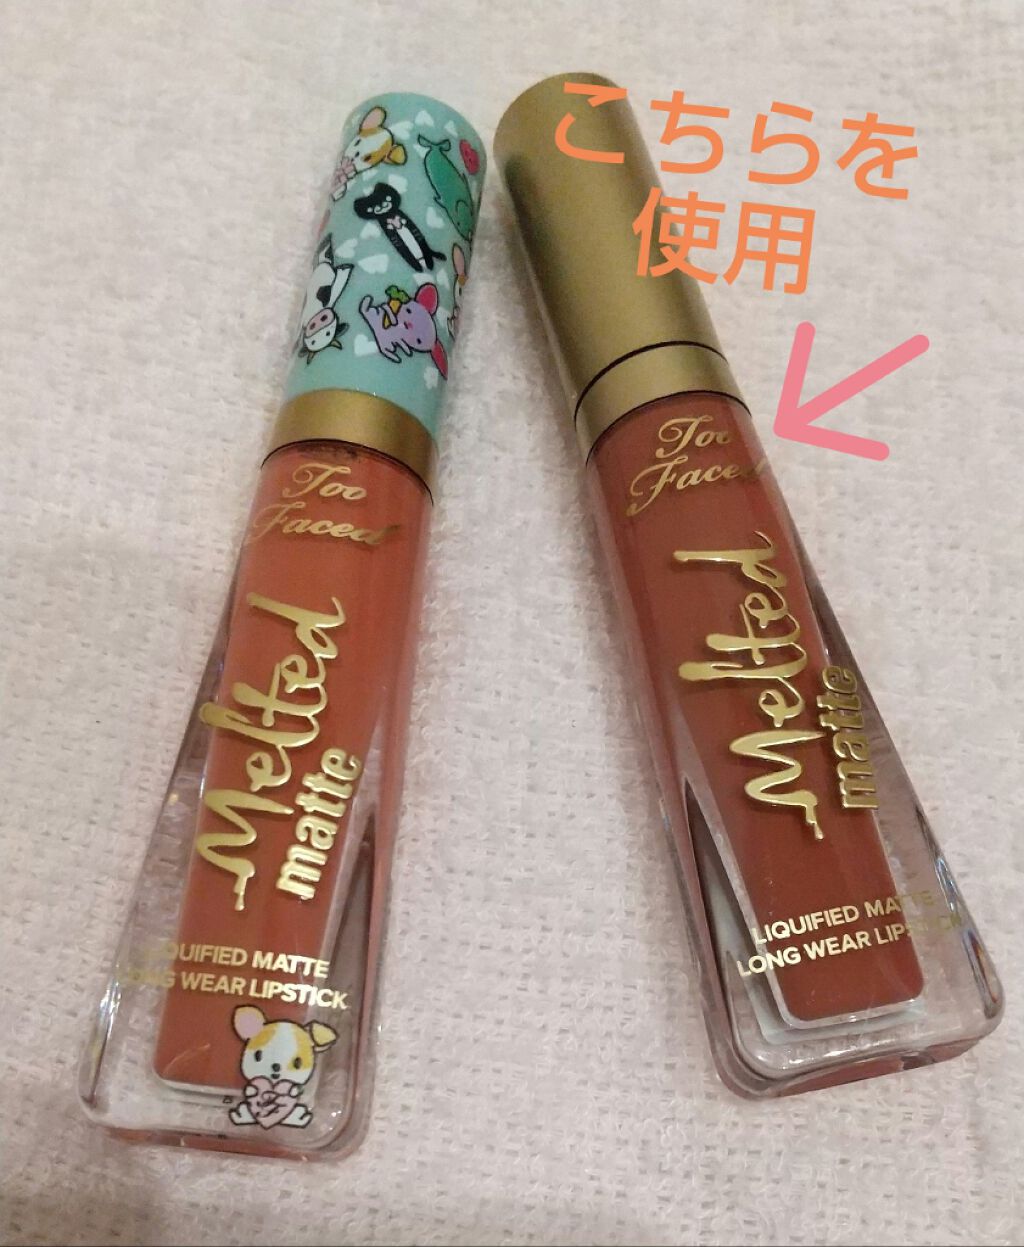 こちらを
使用
Too
Faced
Melted
matte
LIQUIFIED MATTE
LONG WEAR LIPSTICK
Too
Faced
Melted
matte
LIQUIFIED MATTE
LONG WEAR LIPSTICK